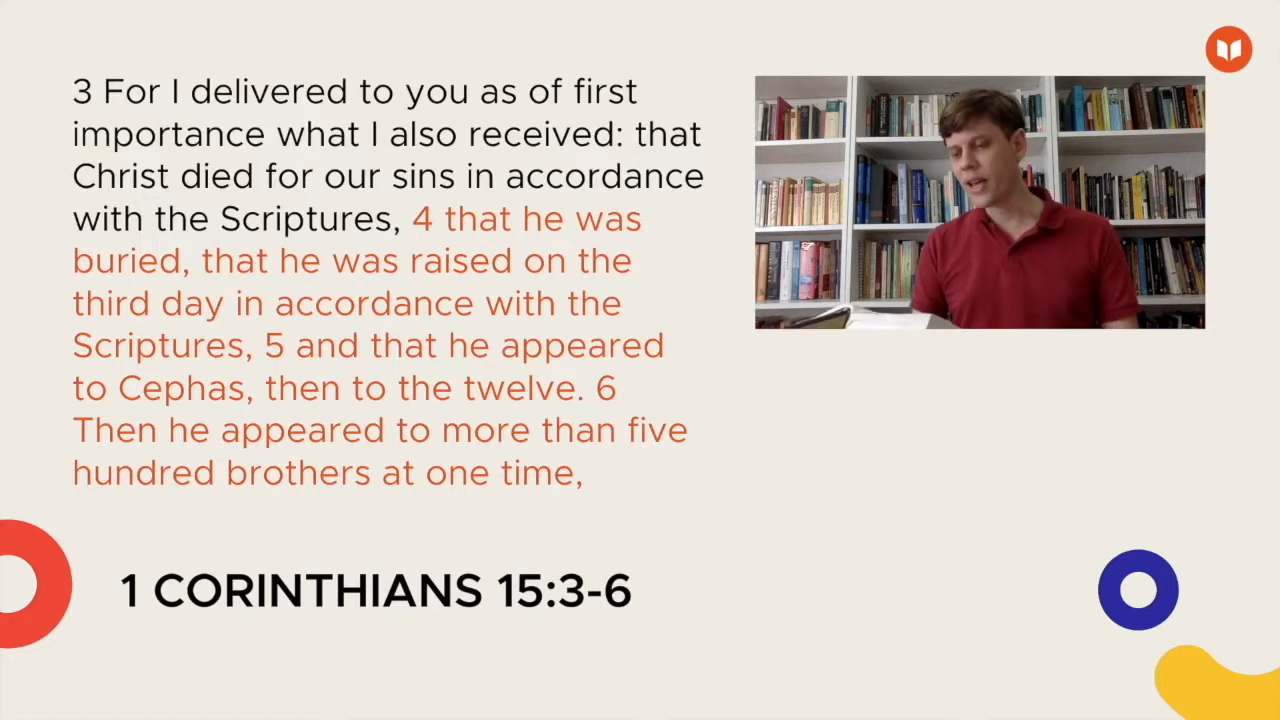 3 For I delivered to you as of first
importance what I also received: that
Christ died for our sins in accordance
with the Scriptures, 4 that he was
buried, that he was raised on the
third day in accordance with the
Scriptures, 5 and that he appeared
to Cephas, then to the twelve. 6
Then he appeared to more than five
hundred brothers at one time,
1 CORINTHIANS 15:3-6